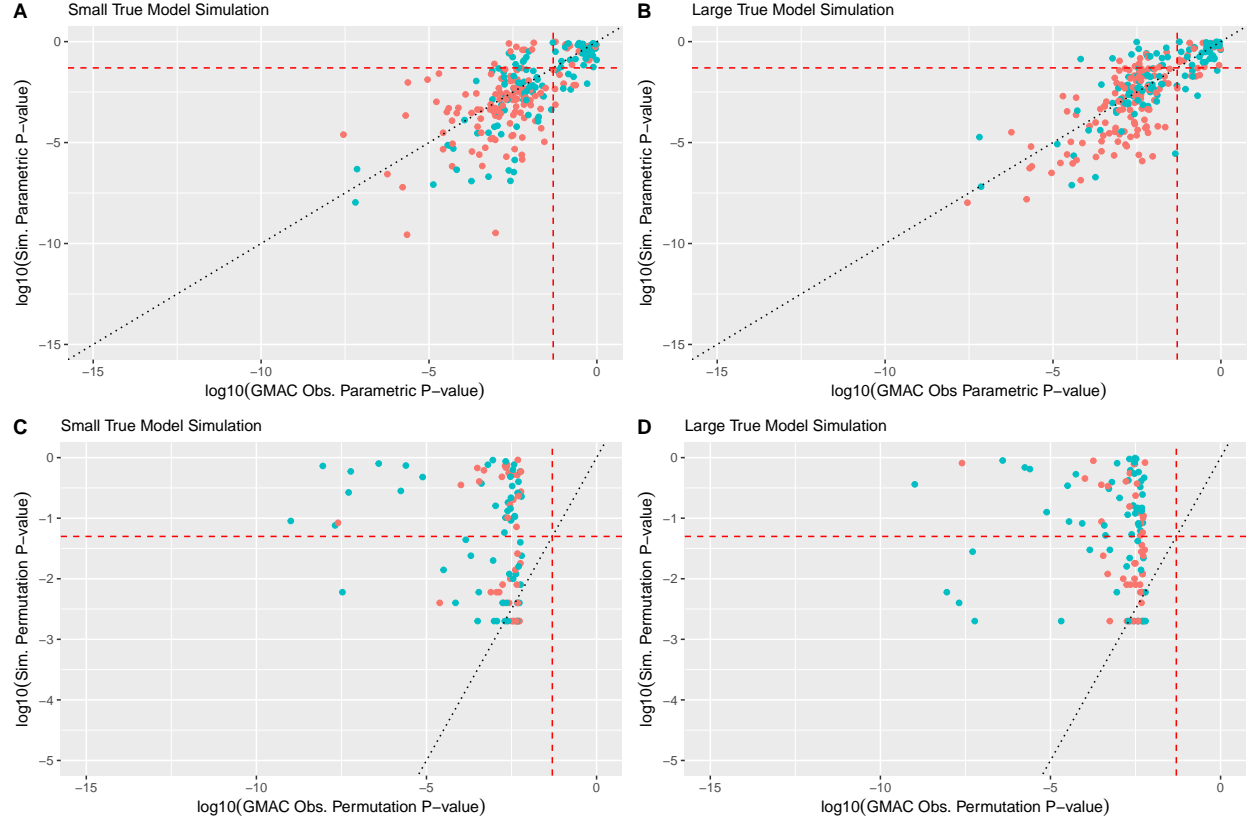 A
Small True Model Simulation
0
−5
−10
−15
log10(Sim. Parametric P−value)
−15
−10
−5
0
log10(GMAC Obs. Parametric P−value)
B
Large True Model Simulation
0
−5
−10
−15
log10(Sim. Parametric P−value)
−15
−10
−5
0
log10(GMAC Obs Parametric P−value)
C
Small True Model Simulation
0
−1
−2
−3
−4
−5
log10(Sim. Permutation P−value)
−15
−10
−5
0
log10(GMAC Obs. Permutation P−value)
D
Large True Model Simulation
0
−1
−2
−3
−4
−5
log10(Sim. Permutation P−value)
−15
−10
−5
0
log10(GMAC Obs. Permutation P−value)